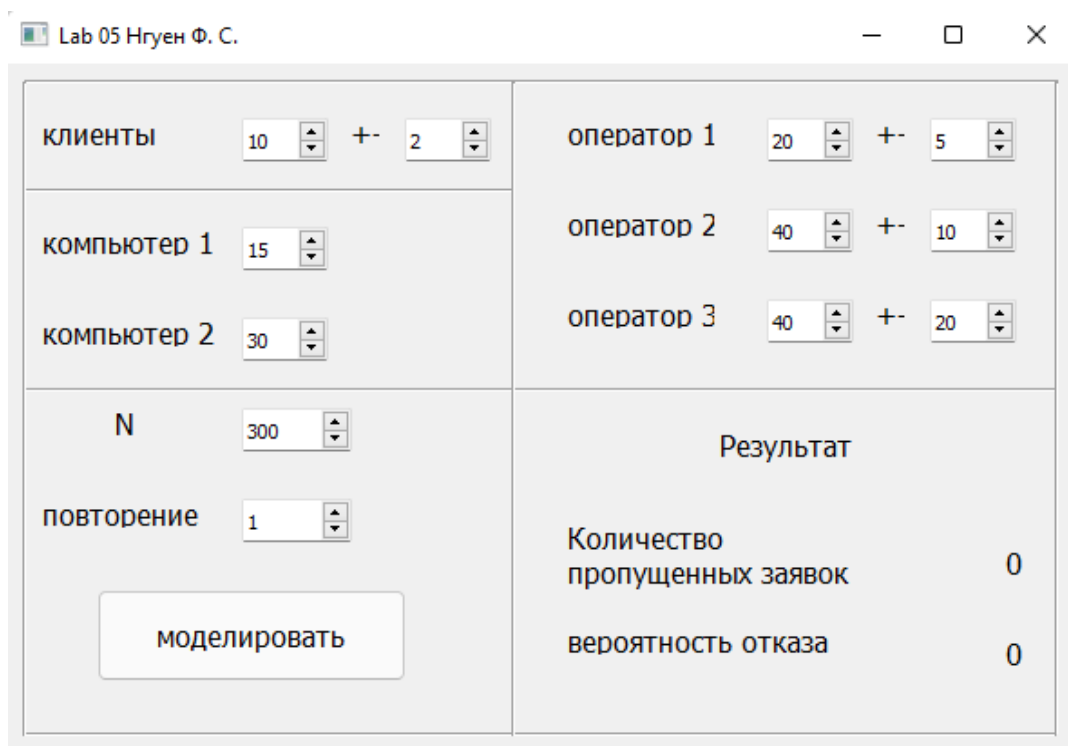 Lab 05 Нгуен Ф. С.
клиенты 10 +- 2
компьютер 1 15
компьютер 2 30
N 300
повторение 1
моделировать
оператор 1 20 +- 5
оператор 2 40 +- 10
оператор 3 40 +- 20
Результат
Количество
пропущенных заявок 0
вероятность отказа 0